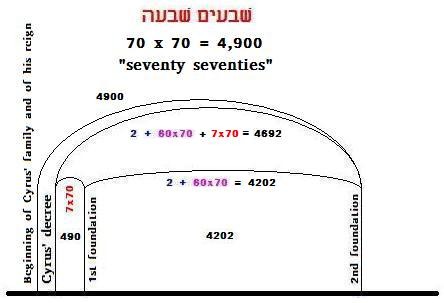 שבעים שבעה
70 x 70 = 4,900
"seventy seventies"
4900
2 + 60x70 + 7x70 = 4692
2 + 60x70 = 4202
7x70
490
4202
Beginning of Cyrus' family and of his reign
Cyrus' decree
1st foundation
2nd foundation